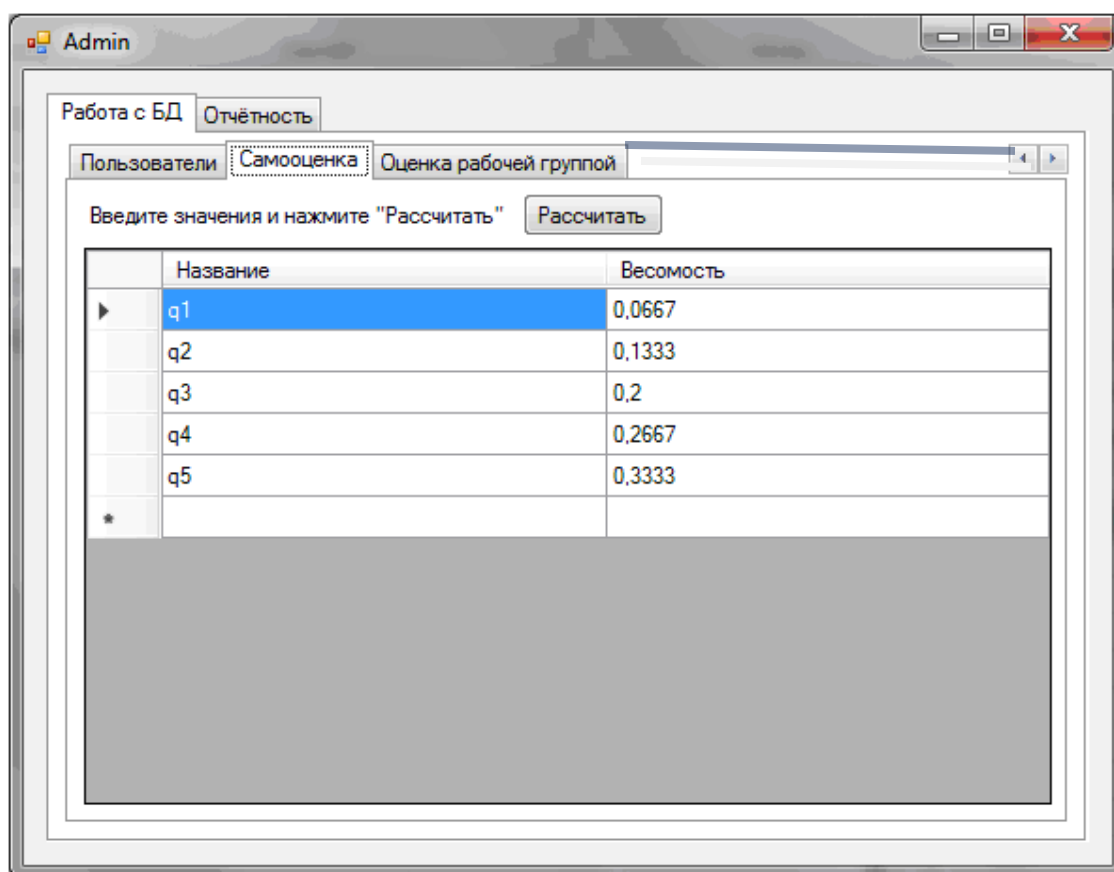 Admin
Работа с БД Отчётность
Пользователи Самооценка Оценка рабочей группой
Введите значения и нажмите "Рассчитать" Рассчитать
Название Весомость
q1 0,0667
q2 0,1333
q3 0,2
q4 0,2667
q5 0,3333